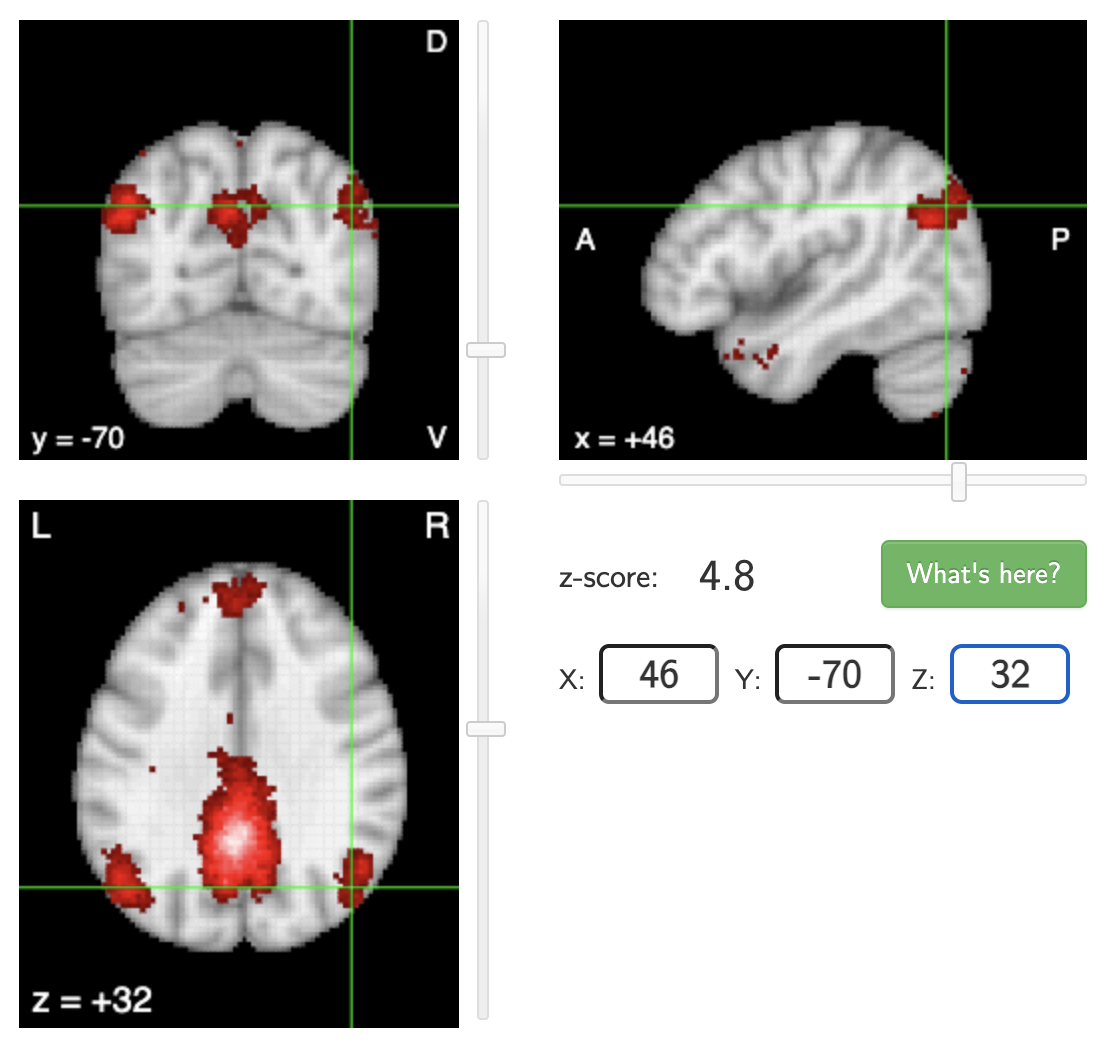 D
y = -70
V
A
P
x = +46
L
R
z = +32
z-score: 4.8
What's here?
X: 46 Y: -70 Z: 32